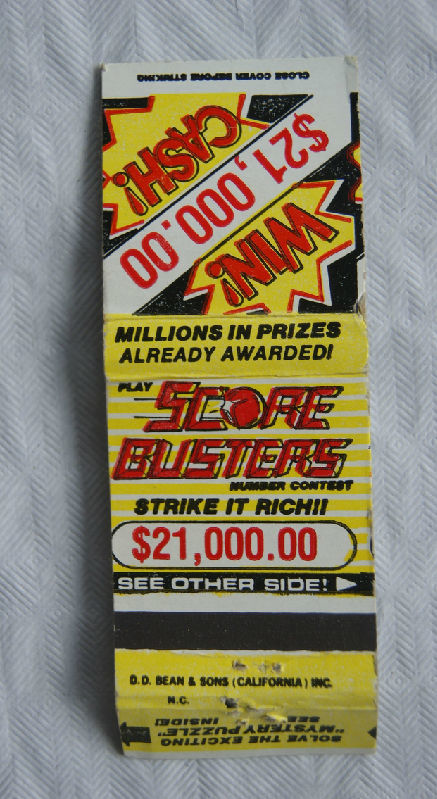 CLOSE COVER BEFORE STRIKING
WIN!
$21,000.00
CASH!
MILLIONS IN PRIZES
ALREADY AWARDED!
PLAY
SCORE
BUSTERS
NUMBER CONTEST
STRIKE IT RICH!!
$21,000.00
SEE OTHER SIDE!
D.D. BEAN & SONS (CALIFORNIA) INC.
N.C.
SOLVE THE EXCITING
"MYSTERY PUZZLE"
INSIDE!